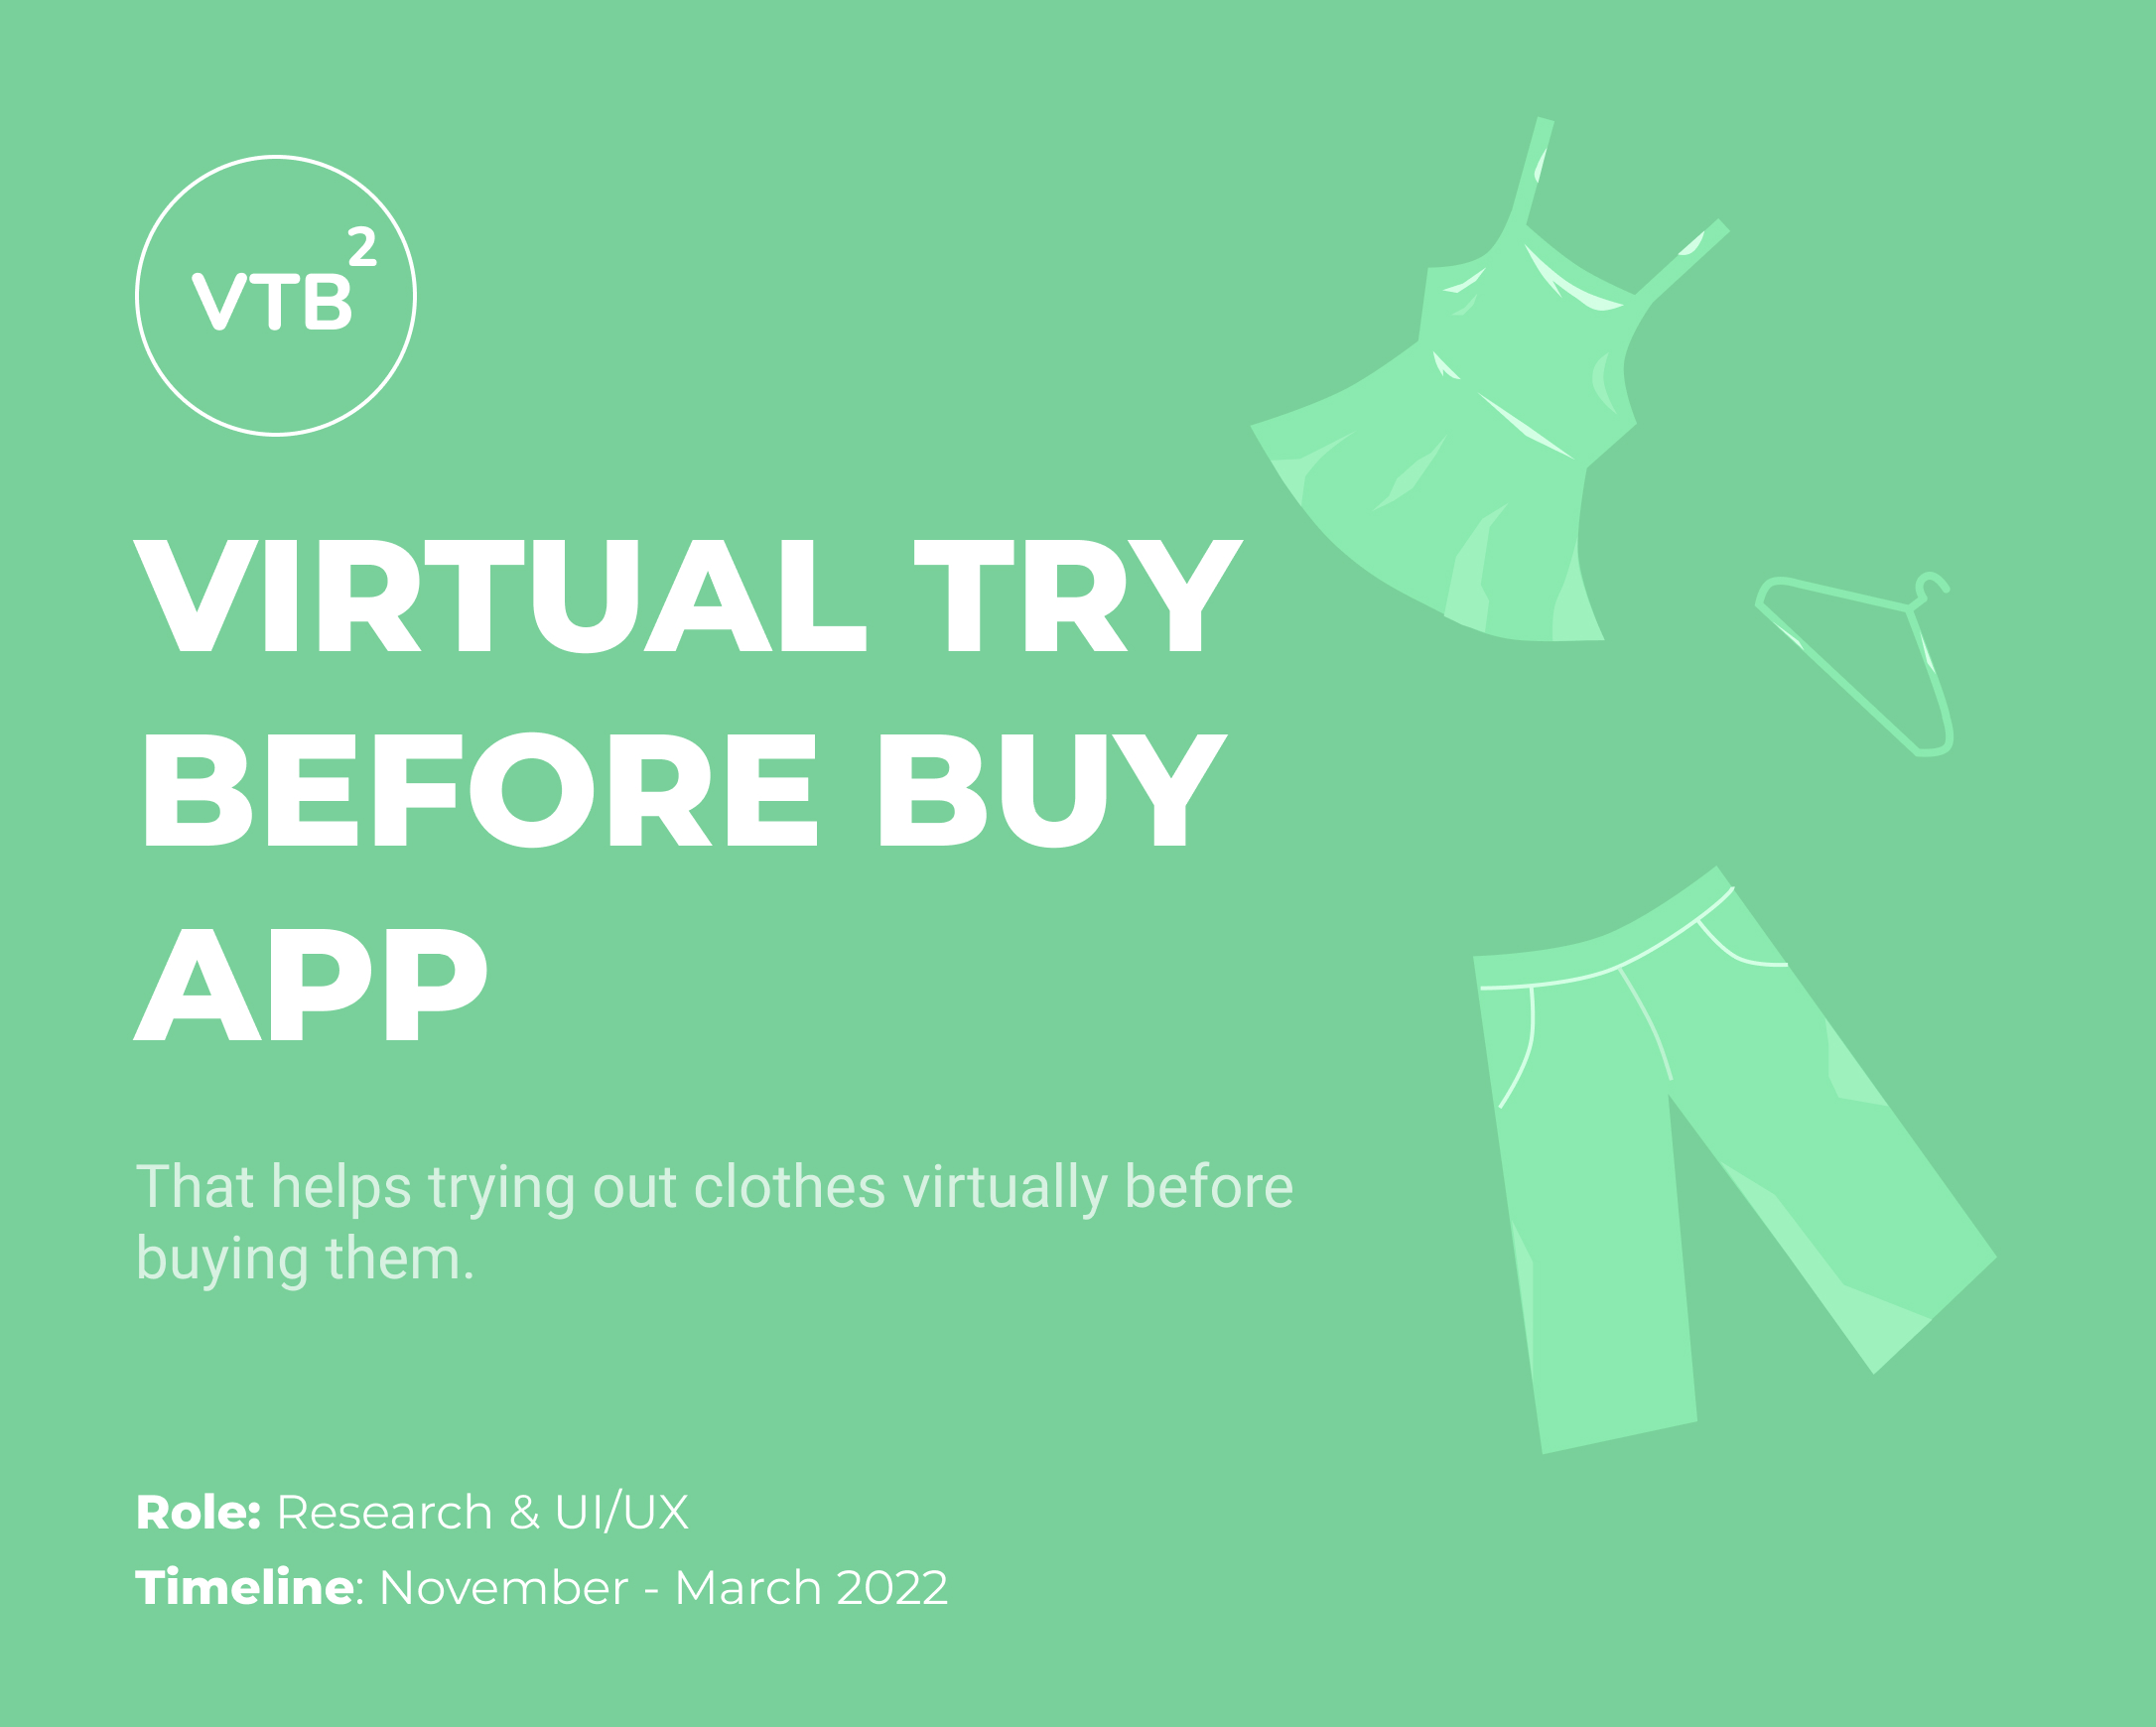 VTB²
VIRTUAL TRY
BEFORE BUY
APP
That helps trying out clothes virtually before
buying them.
Role: Research & UI/UX
Timeline: November - March 2022